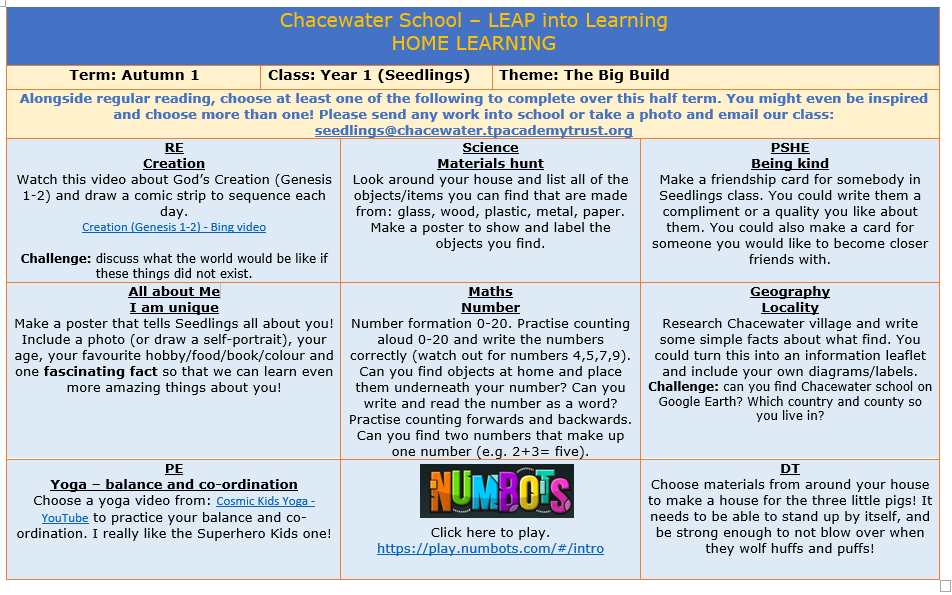 Chacewater School – LEAP into Learning
HOME LEARNING
Term: Autumn 1
Class: Year 1 (Seedlings)
Theme: The Big Build
Alongside regular reading, choose at least one of the following to complete over this half term. You might even be inspired
and choose more than one! Please send any work into school or take a photo and email our class:
seedlings@chacewater.tpacademytrust.org
RE
Creation
Watch this video about God's Creation (Genesis
1-2) and draw a comic strip to sequence each
day.
Creation (Genesis 1-2) - Bing video
Challenge: discuss what the world would be like if
these things did not exist.
Science
Materials hunt
Look around your house and list all of the
objects/items you can find that are made
from: glass, wood, plastic, metal, paper.
Make a poster to show and label the
objects you find.
PSHE
Being kind
Make a friendship card for somebody in
Seedlings class. You could write them a
compliment or a quality you like about
them. You could also make a card for
someone you would like to become closer
friends with.
All about Me
I am unique
Make a poster that tells Seedlings all about you!
Include a photo (or draw a self-portrait), your
age, your favourite hobby/food/book/colour and
one fascinating fact so that we can learn even
more amazing things about you!
Maths
Number
Number formation 0-20. Practise counting
aloud 0-20 and write the numbers
correctly (watch out for numbers 4,5,7,9).
Can you find objects at home and place
them underneath your number? Can you
write and read the number as a word?
Practise counting forwards and backwards.
Can you find two numbers that make up
one number (e.g. 2+3= five).
Geography
Locality
Research Chacewater village and write
some simple facts about what find. You
could turn this into an information leaflet
and include your own diagrams/labels.
Challenge: can you find Chacewater school on
Google Earth? Which country and county so
you live in?
PE
Yoga – balance and co-ordination
Choose a yoga video from: Cosmic Kids Yoga -
YouTube to practice your balance and co-
ordination. I really like the Superhero Kids one!
NUMBOTS
Click here to play.
https://play.numbots.com/#/intro
DT
Choose materials from around your house
to make a house for the three little pigs! It
needs to be able to stand up by itself, and
be strong enough to not blow over when
they wolf huffs and puffs!